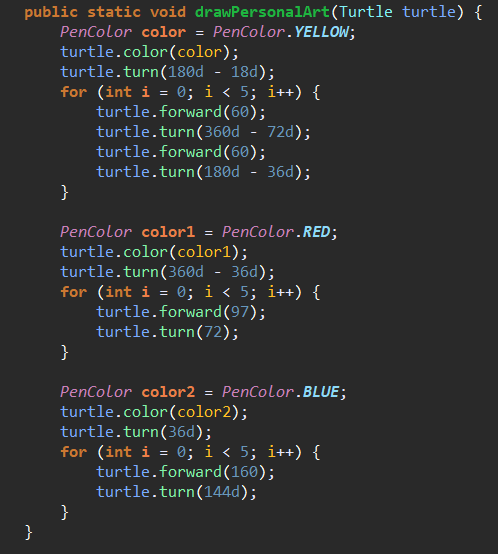 public static void drawPersonalArt(Turtle turtle) {
    PenColor color = PenColor.YELLOW;
    turtle.color(color);
    turtle.turn(180d - 18d);
    for (int i = 0; i < 5; i++) {
        turtle.forward(60);
        turtle.turn(360d - 72d);
        turtle.forward(60);
        turtle.turn(180d - 36d);
    }

    PenColor color1 = PenColor.RED;
    turtle.color(color1);
    turtle.turn(360d - 36d);
    for (int i = 0; i < 5; i++) {
        turtle.forward(97);
        turtle.turn(72);
    }

    PenColor color2 = PenColor.BLUE;
    turtle.color(color2);
    turtle.turn(36d);
    for (int i = 0; i < 5; i++) {
        turtle.forward(160);
        turtle.turn(144d);
    }
}